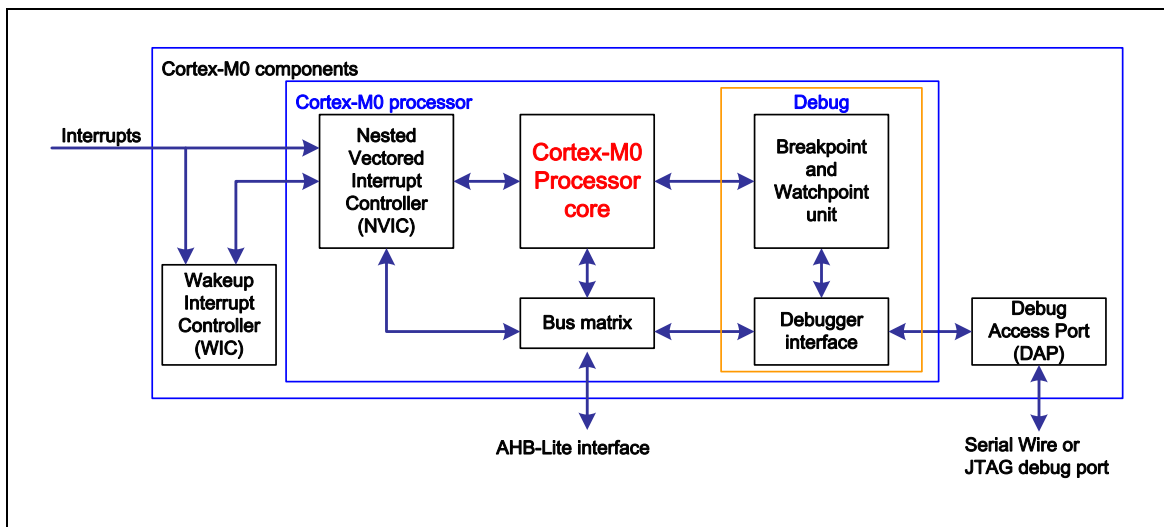 Cortex-M0 components
Cortex-M0 processor
Debug
Interrupts
Nested
Vectored
Interrupt
Controller
(NVIC)
Cortex-M0
Processor
core
Breakpoint
and
Watchpoint
unit
Wakeup
Interrupt
Controller
(WIC)
Bus matrix
Debugger
interface
Debug
Access Port
(DAP)
AHB-Lite interface
Serial Wire or
JTAG debug port